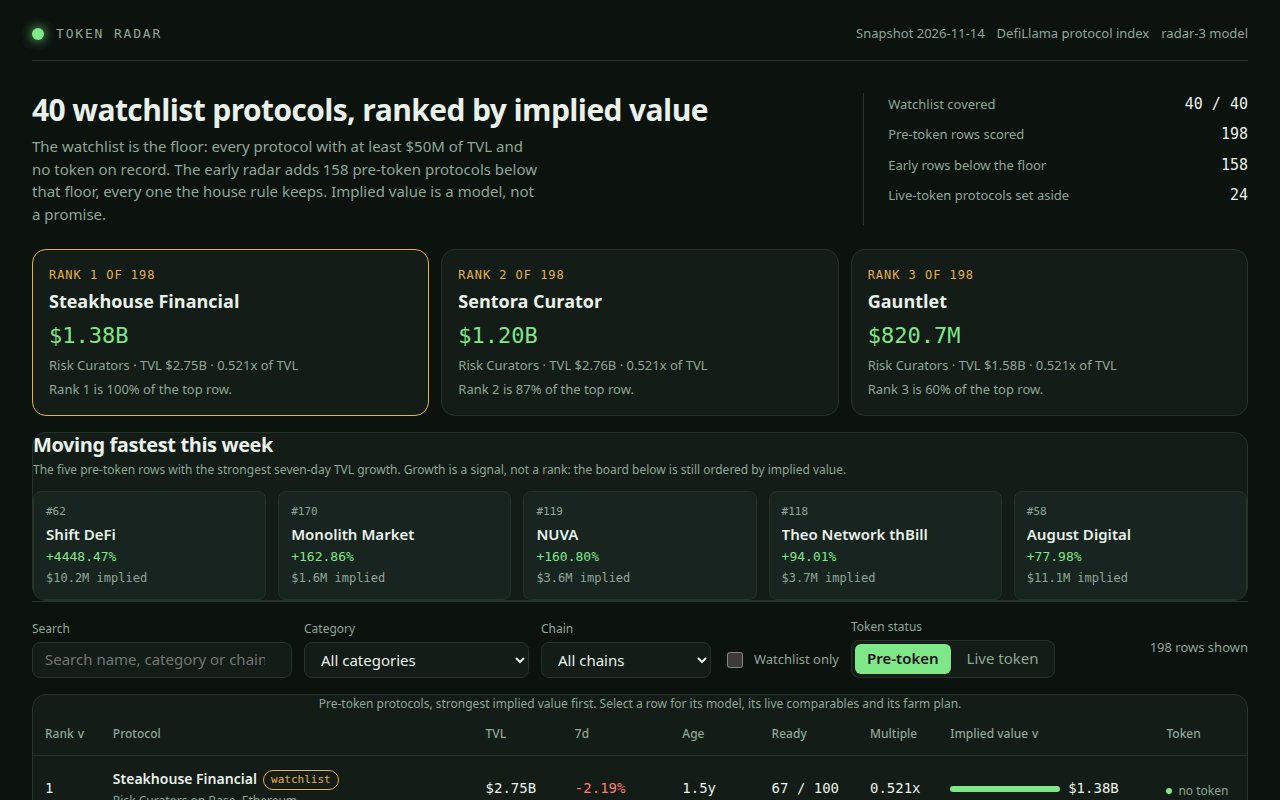 TOKEN RADAR
Snapshot 2026-11-14 DefiLlama protocol index radar-3 model
40 watchlist protocols, ranked by implied value
The watchlist is the floor: every protocol with at least $50M of TVL and
no token on record. The early radar adds 158 pre-token protocols below
that floor, every one the house rule keeps. Implied value is a model, not
a promise.
Watchlist covered 40 / 40
Pre-token rows scored 198
Early rows below the floor 158
Live-token protocols set aside 24
RANK 1 OF 198
Steakhouse Financial
$1.38B
Risk Curators · TVL $2.75B · 0.521x of TVL
Rank 1 is 100% of the top row.
RANK 2 OF 198
Sentora Curator
$1.20B
Risk Curators · TVL $2.76B · 0.521x of TVL
Rank 2 is 87% of the top row.
RANK 3 OF 198
Gauntlet
$820.7M
Risk Curators · TVL $1.58B · 0.521x of TVL
Rank 3 is 60% of the top row.
Moving fastest this week
The five pre-token rows with the strongest seven-day TVL growth. Growth is a signal, not a rank: the board below is still ordered by implied value.
#62
Shift DeFi
+4448.47%
$10.2M implied
#170
Monolith Market
+162.86%
$1.6M implied
#119
NUVA
+160.80%
$3.6M implied
#118
Theo Network thBill
+94.01%
$3.7M implied
#58
August Digital
+77.98%
$11.1M implied
Search
Search name, category or chain
Category
All categories
Chain
All chains
Watchlist only
Token status
Pre-token Live token
198 rows shown
Pre-token protocols, strongest implied value first. Select a row for its model, its live comparables and its farm plan.
Rank v Protocol TVL 7d Age Ready Multiple Implied value v Token
1 Steakhouse Financial watchlist $2.75B -2.19% 1.5y 67 / 100 0.521x $1.38B no token
Risk Curators on Base, Ethereum